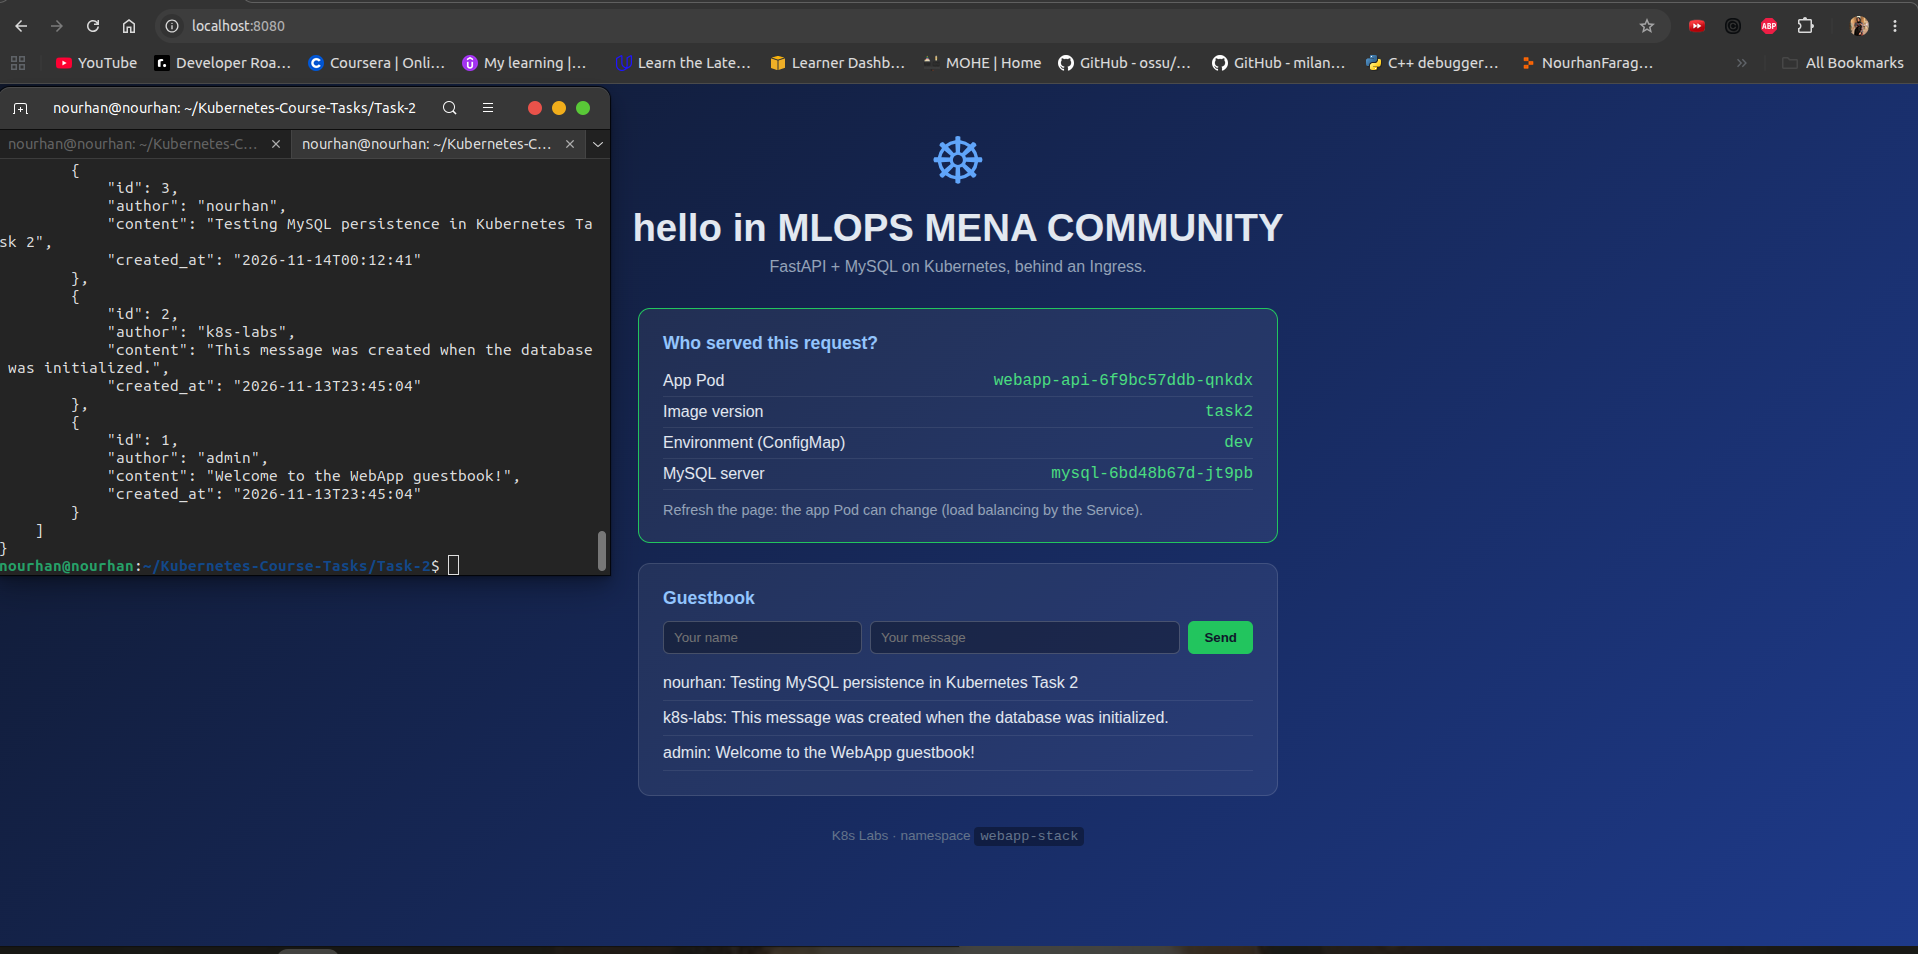 localhost:8080
ABP
YouTube
Developer Roa...
Coursera | Onli...
My learning |...
Learn the Late...
Learner Dashb...
MOHE | Home
GitHub - ossu/...
GitHub - milan...
C++ debugger...
NourhanFarag...
All Bookmarks
nourhan@nourhan: ~/Kubernetes-Course-Tasks/Task-2
nourhan@nourhan: ~/Kubernetes-C...
nourhan@nourhan: ~/Kubernetes-C...
{
"id": 3,
"author": "nourhan",
"content": "Testing MySQL persistence in Kubernetes Ta
sk 2",
"created_at": "2026-11-14T00:12:41"
},
{
"id": 2,
"author": "k8s-labs",
"content": "This message was created when the database
was initialized.",
"created_at": "2026-11-13T23:45:04"
},
{
"id": 1,
"author": "admin",
"content": "Welcome to the WebApp guestbook!",
"created_at": "2026-11-13T23:45:04"
}
]
}
nourhan@nourhan:~/Kubernetes-Course-Tasks/Task-2$
hello in MLOPS MENA COMMUNITY
FastAPI + MySQL on Kubernetes, behind an Ingress.
Who served this request?
App Pod webapp-api-6f9bc57ddb-qnkdx
Image version task2
Environment (ConfigMap) dev
MySQL server mysql-6bd48b67d-jt9pb
Refresh the page: the app Pod can change (load balancing by the Service).
Guestbook
Your name Your message Send
nourhan: Testing MySQL persistence in Kubernetes Task 2
k8s-labs: This message was created when the database was initialized.
admin: Welcome to the WebApp guestbook!
K8s Labs · namespace webapp-stack